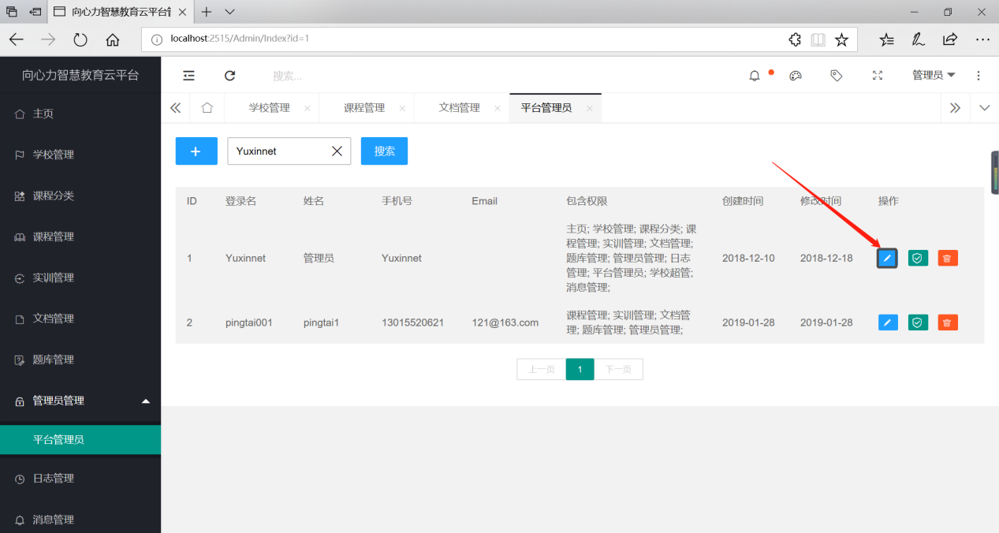 向心力智慧教育云平台管
localhost:2515/Admin/Index?id=1
向心力智慧教育云平台
搜索...
管理员
学校管理
课程管理
文档管理
平台管理员
主页
学校管理
课程分类
课程管理
实训管理
文档管理
题库管理
管理员管理
平台管理员
日志管理
消息管理
Yuxinnet
搜索
ID 登录名 姓名 手机号 Email 包含权限 创建时间 修改时间 操作
主页; 学校管理; 课程分类; 课
程管理; 实训管理; 文档管理;
1 Yuxinnet 管理员 Yuxinnet 题库管理; 管理员管理; 日志 2018-12-10 2018-12-18
管理; 平台管理员; 学校超管;
消息管理;
2 pingtai001 pingtai1 13015520621 121@163.com 课程管理; 实训管理; 文档管 2019-01-28 2019-01-28
理; 题库管理; 管理员管理;
上一页 1 下一页